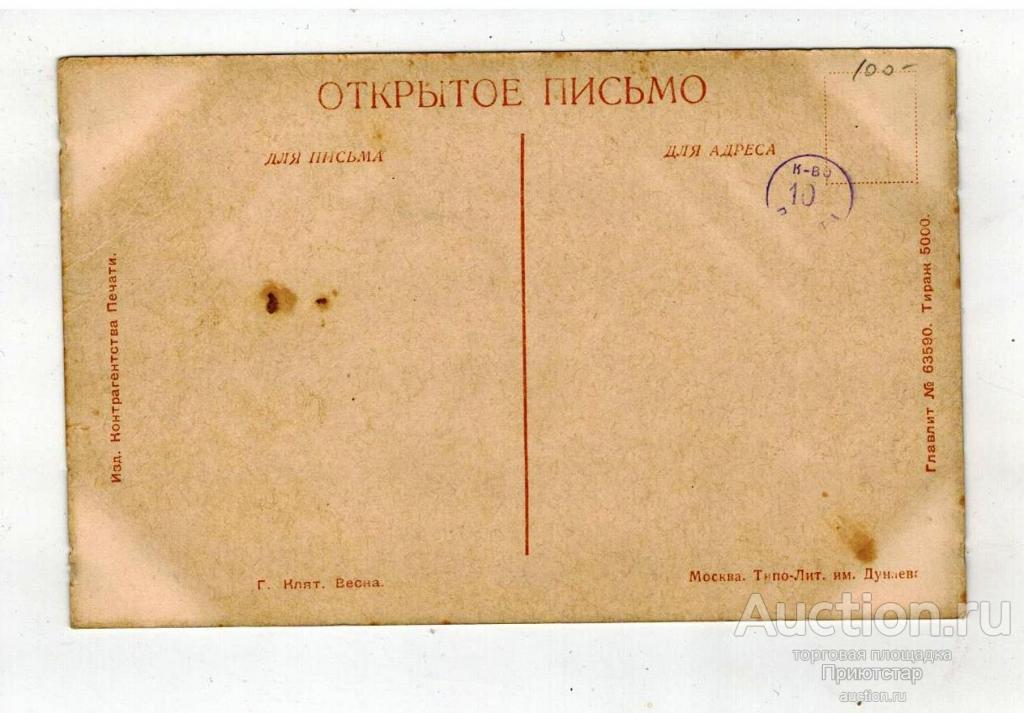 100-
ОТКРЫТОЕ ПИСЬМО
ДЛЯ ПИСЬМА
ДЛЯ АДРЕСА
К-во
10
Изд. Контрагентства Печати.
Главлит № 63590. Тираж 5000.
Г. Клят. Весна.
Москва. Типо-Лит. им. Дунаев
Auction.ru
торговая площадка
Приютстар
auction.ru